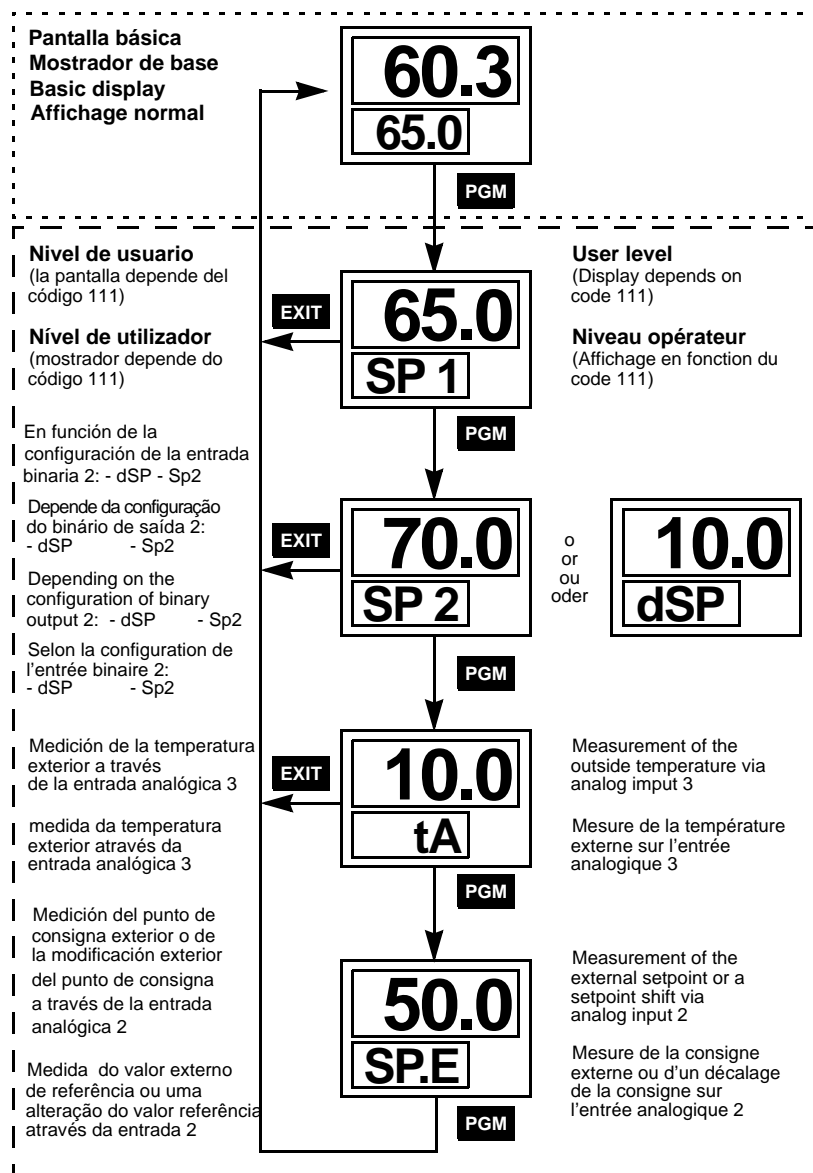 Pantalla básica
Mostrador de base
Basic display
Affichage normal
60.3
65.0
PGM
Nivel de usuario
(la pantalla depende del
código 111)
Nível de utilizador
(mostrador depende do
código 111)
EXIT
65.0
SP 1
User level
(Display depends on
code 111)
Niveau opérateur
(Affichage en fonction du
code 111)
PGM
En función de la
configuración de la entrada
binaria 2: - dSP - Sp2
Depende da configuração
do binário de saída 2:
- dSP - Sp2
Depending on the
configuration of binary
output 2: - dSP - Sp2
Selon la configuration de
l'entrée binaire 2:
- dSP - Sp2
EXIT
70.0
SP 2
o
or
ou
oder
10.0
dSP
PGM
Medición de la temperatura
exterior a través
de la entrada analógica 3
medida da temperatura
exterior através da
entrada analógica 3
EXIT
10.0
tA
Measurement of the
outside temperature via
analog imput 3
Mesure de la température
externe sur l'entrée
analogique 3
PGM
Medición del punto de
consigna exterior o de
la modificación exterior
del punto de consigna
a través de la entrada
analógica 2
Medida do valor externo
de referência ou uma
alteração do valor referência
através da entrada 2
50.0
SP.E
Measurement of the
external setpoint or a
setpoint shift via
analog input 2
Mesure de la consigne
externe ou d'un décalage
de la consigne sur
l'entrée analogique 2
PGM